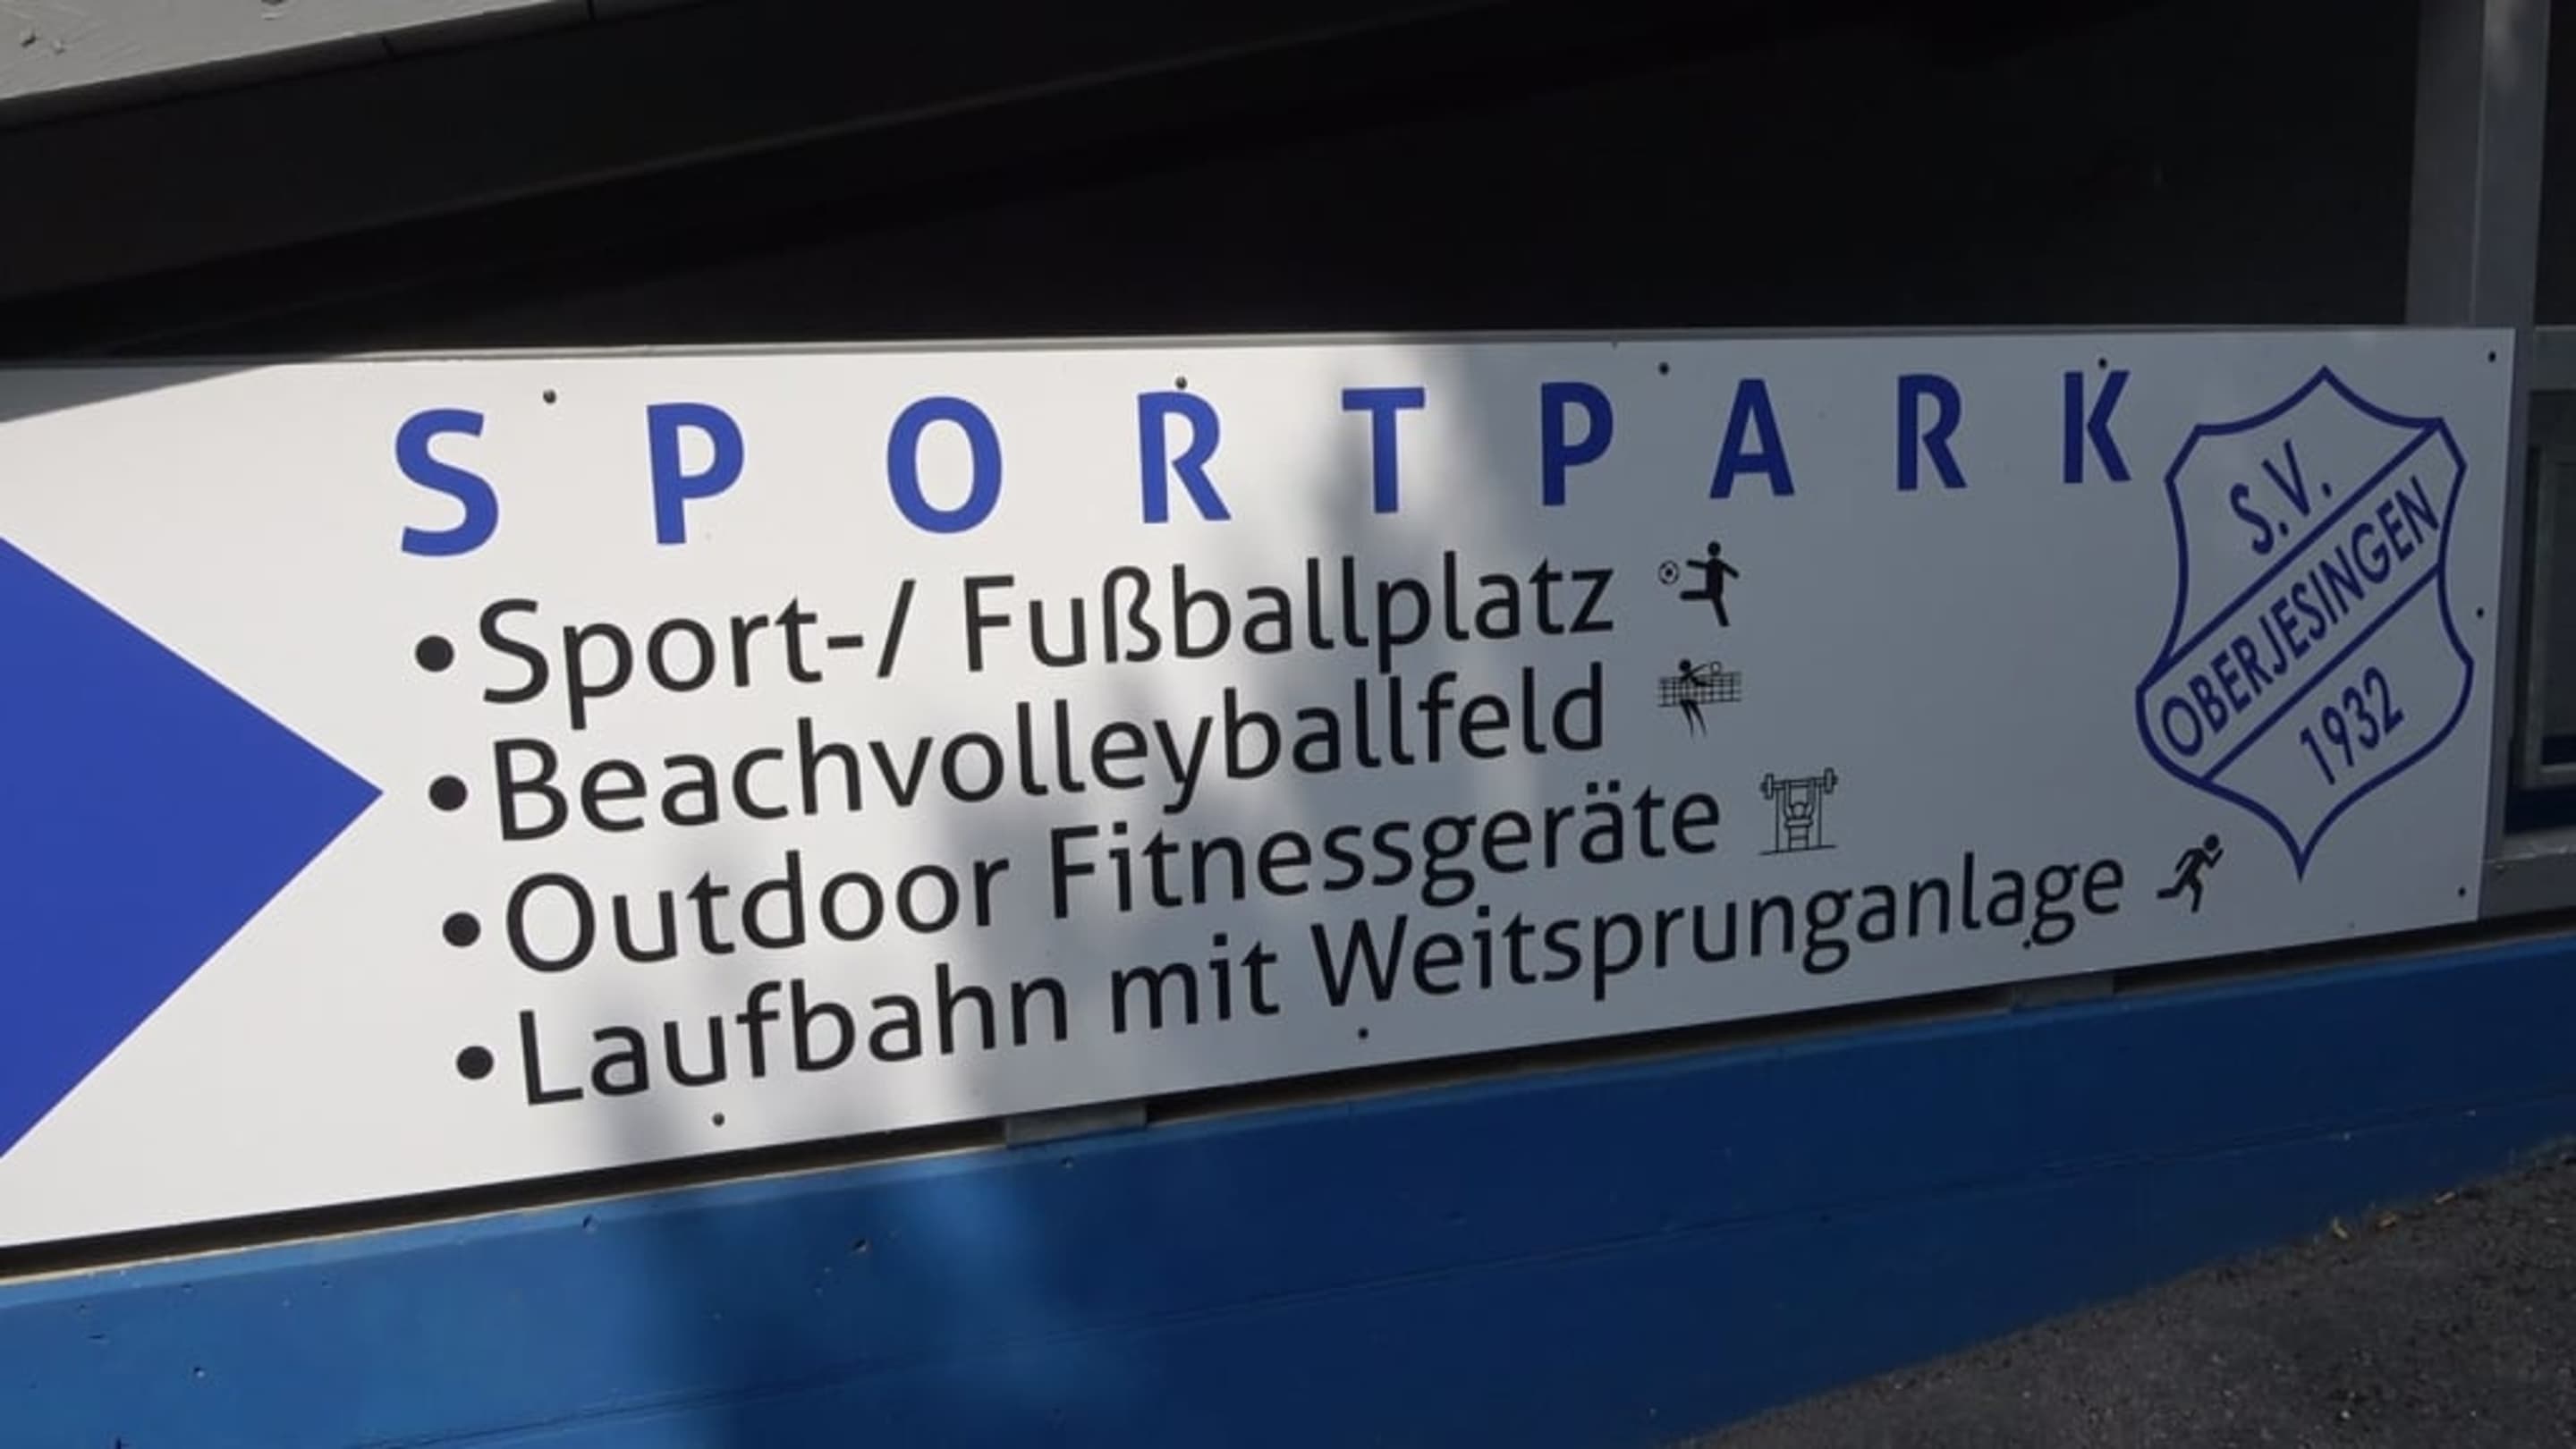 SPORTPARK
•Sport-/ Fußballplatz
•Beachvolleyballfeld
•Outdoor Fitnessgeräte
•Laufbahn mit Weitsprunganlage
S.V.
OBERJESINGEN
1932